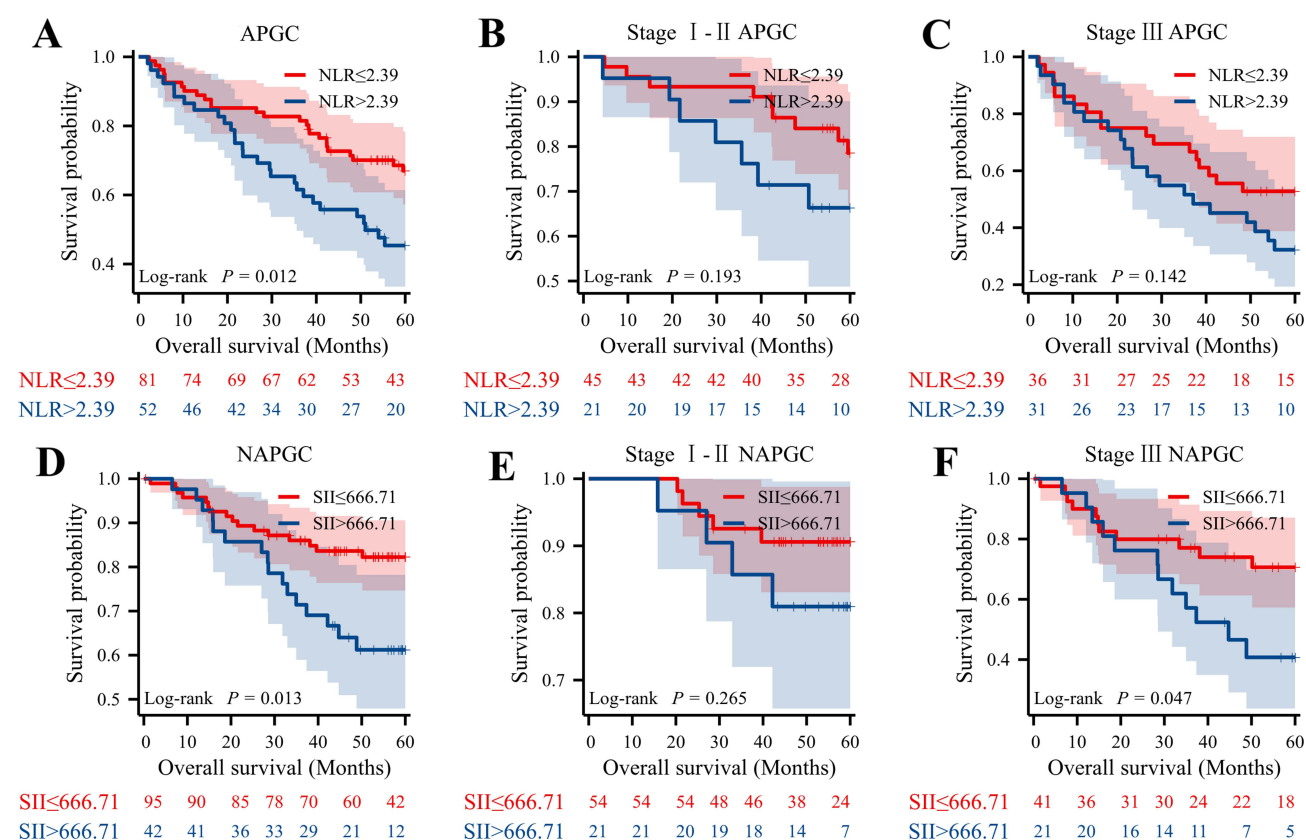 A
APGC
1.0
0.8
0.6
0.4
Survival probability
NLR≤2.39
NLR>2.39
Log-rank P = 0.012
0 10 20 30 40 50 60
Overall survival (Months)
NLR≤2.39 81 74 69 67 62 53 43
NLR>2.39 52 46 42 34 30 27 20
B
Stage Ⅰ-Ⅱ APGC
1.0
0.9
0.8
0.7
0.6
0.5
Survival probability
NLR≤2.39
NLR>2.39
Log-rank P = 0.193
0 10 20 30 40 50 60
Overall survival (Months)
NLR≤2.39 45 43 42 42 40 35 28
NLR>2.39 21 20 19 17 15 14 10
C
Stage Ⅲ APGC
1.0
0.8
0.6
0.4
0.2
Survival probability
NLR≤2.39
NLR>2.39
Log-rank P = 0.142
0 10 20 30 40 50 60
Overall survival (Months)
NLR≤2.39 36 31 27 25 22 18 15
NLR>2.39 31 26 23 17 15 13 10
D
NAPGC
1.0
0.9
0.8
0.7
0.6
0.5
Survival probability
SII≤666.71
SII>666.71
Log-rank P = 0.013
0 10 20 30 40 50 60
Overall survival (Months)
SII≤666.71 95 90 85 78 70 60 42
SII>666.71 42 41 36 33 29 21 12
E
Stage Ⅰ-Ⅱ NAPGC
1.0
0.9
0.8
0.7
Survival probability
SII≤666.71
SII>666.71
Log-rank P = 0.265
0 10 20 30 40 50 60
Overall survival (Months)
SII≤666.71 54 54 54 48 46 38 24
SII>666.71 21 21 20 19 18 14 7
F
Stage Ⅲ NAPGC
1.0
0.8
0.6
0.4
Survival probability
SII≤666.71
SII>666.71
Log-rank P = 0.047
0 10 20 30 40 50 60
Overall survival (Months)
SII≤666.71 41 36 31 30 24 22 18
SII>666.71 21 20 16 14 11 7 5